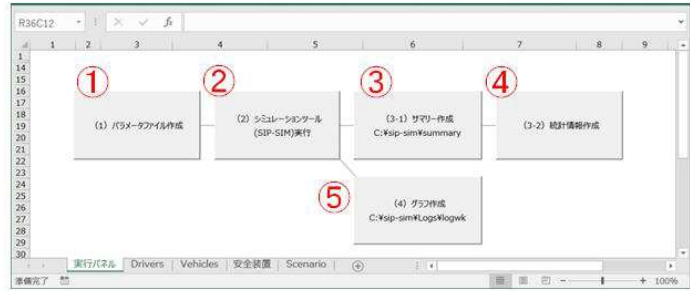 R36C12
fx
1 2 3 4 5 6 7 8 9
1
14
15
16
17
18
19
20
21
22
23
24
25
26
27
28
29
30
① ② ③ ④
(1) パラメータファイル作成
(2) シミュレーションツール
(SIP-SIM)実行
(3-1) サマリー作成
C:¥sip-sim¥summary
(3-2) 統計情報作成
⑤
(4) グラフ作成
C:¥sip-sim¥Logs¥logwk
実行パネル Drivers Vehicles 安全装置 Scenario
準備完了
100%